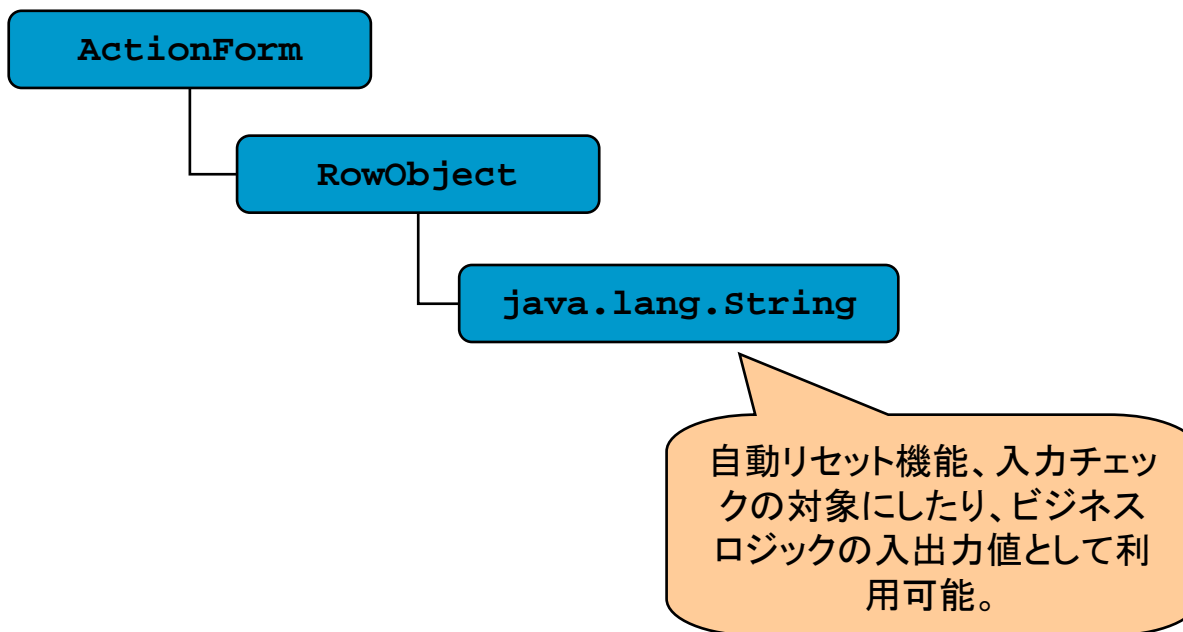 ActionForm
RowObject
java.lang.String
自動リセット機能、入力チェッ
クの対象にしたり、ビジネス
ロジックの入出力値として利
用可能。